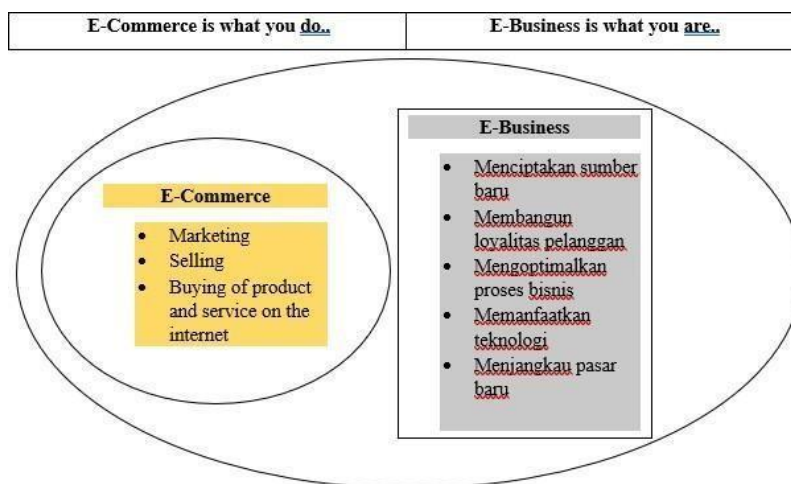 E-Commerce is what you do..
E-Business is what you are..
E-Commerce
• Marketing
• Selling
• Buying of product
and service on the
internet
E-Business
• Menciptakan sumber
baru
• Membangun
loyalitas pelanggan
• Mengoptimalkan
proses bisnis
• Memanfaatkan
teknologi
• Menjangkau pasar
baru